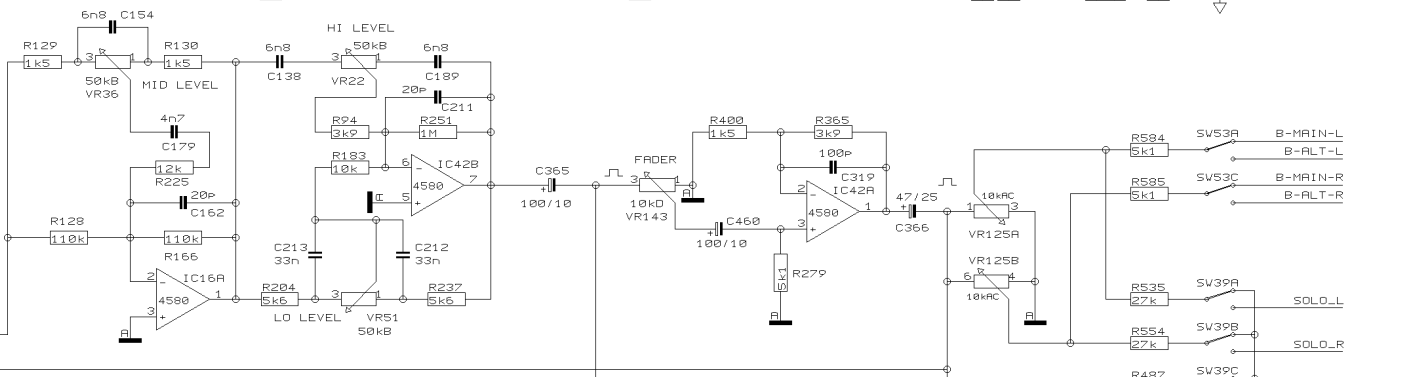 6n8 C154
R129
3 1
R130
1k5
1k5
50kB
VR36
MID LEVEL
4n7
C179
12k
R225
20p
C162
R128
110k
110k
R166
IC16A
2
-
4580
1
3
+
A
HI LEVEL
6n8
C138
50kB
3 1
VR22
6n8
C189
20p
C211
R94
3k9
R251
1M
R183
10k
6
-
IC42B
4580
7
5
+
A
C213
33n
C212
33n
R204
5k6
3 1
R237
5k6
LO LEVEL
VR51
50kB
C365
+
100/10
FADER
3 1
10kD
VR143
A
R400
1k5
R365
3k9
100p
C319
IC42A
2
-
4580
1
3
+
C460
+
100/10
5k1
R279
A
47/25
+
C366
10kAC
1 3
VR125A
VR125B
6 4
10kAC
A
R584
5k1
SW53A
B-MAIN-L
B-ALT-L
R585
5k1
SW53C
B-MAIN-R
B-ALT-R
R535
27k
SW39A
SOLO_L
R554
27k
SW39B
SOLO_R
R487
SW39C